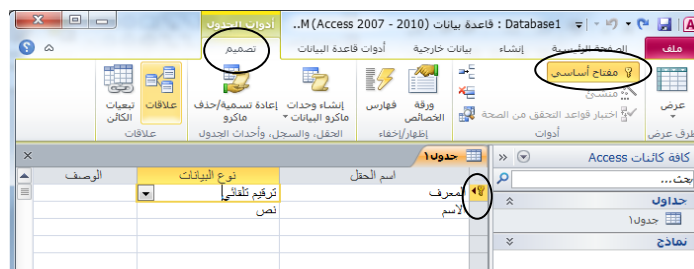 أدوات الجدول
Database1 : قاعدة بيانات (Access 2007 - 2010) M..
ملف
الصفحة الرئيسية
إنشاء
بيانات خارجية
أدوات قاعدة البيانات
تصميم
عرض
طرق عرض
مفتاح أساسي
منشئ
اختبار قواعد التحقق من الصحة
أدوات
ورقة الخصائص
فهارس
إظهار/إخفاء
إنشاء وحدات ماكرو البيانات
إعادة تسمية/حذف ماكرو
الحقل، والسجل، وأحداث الجدول
علاقات
تبعيات الكائن
علاقات
كافة كائنات Access
بحث...
جداول
جدول١
نماذج
جدول١
اسم الحقل
نوع البيانات
الوصف
المعرف
ترقيم تلقائي
الاسم
نص